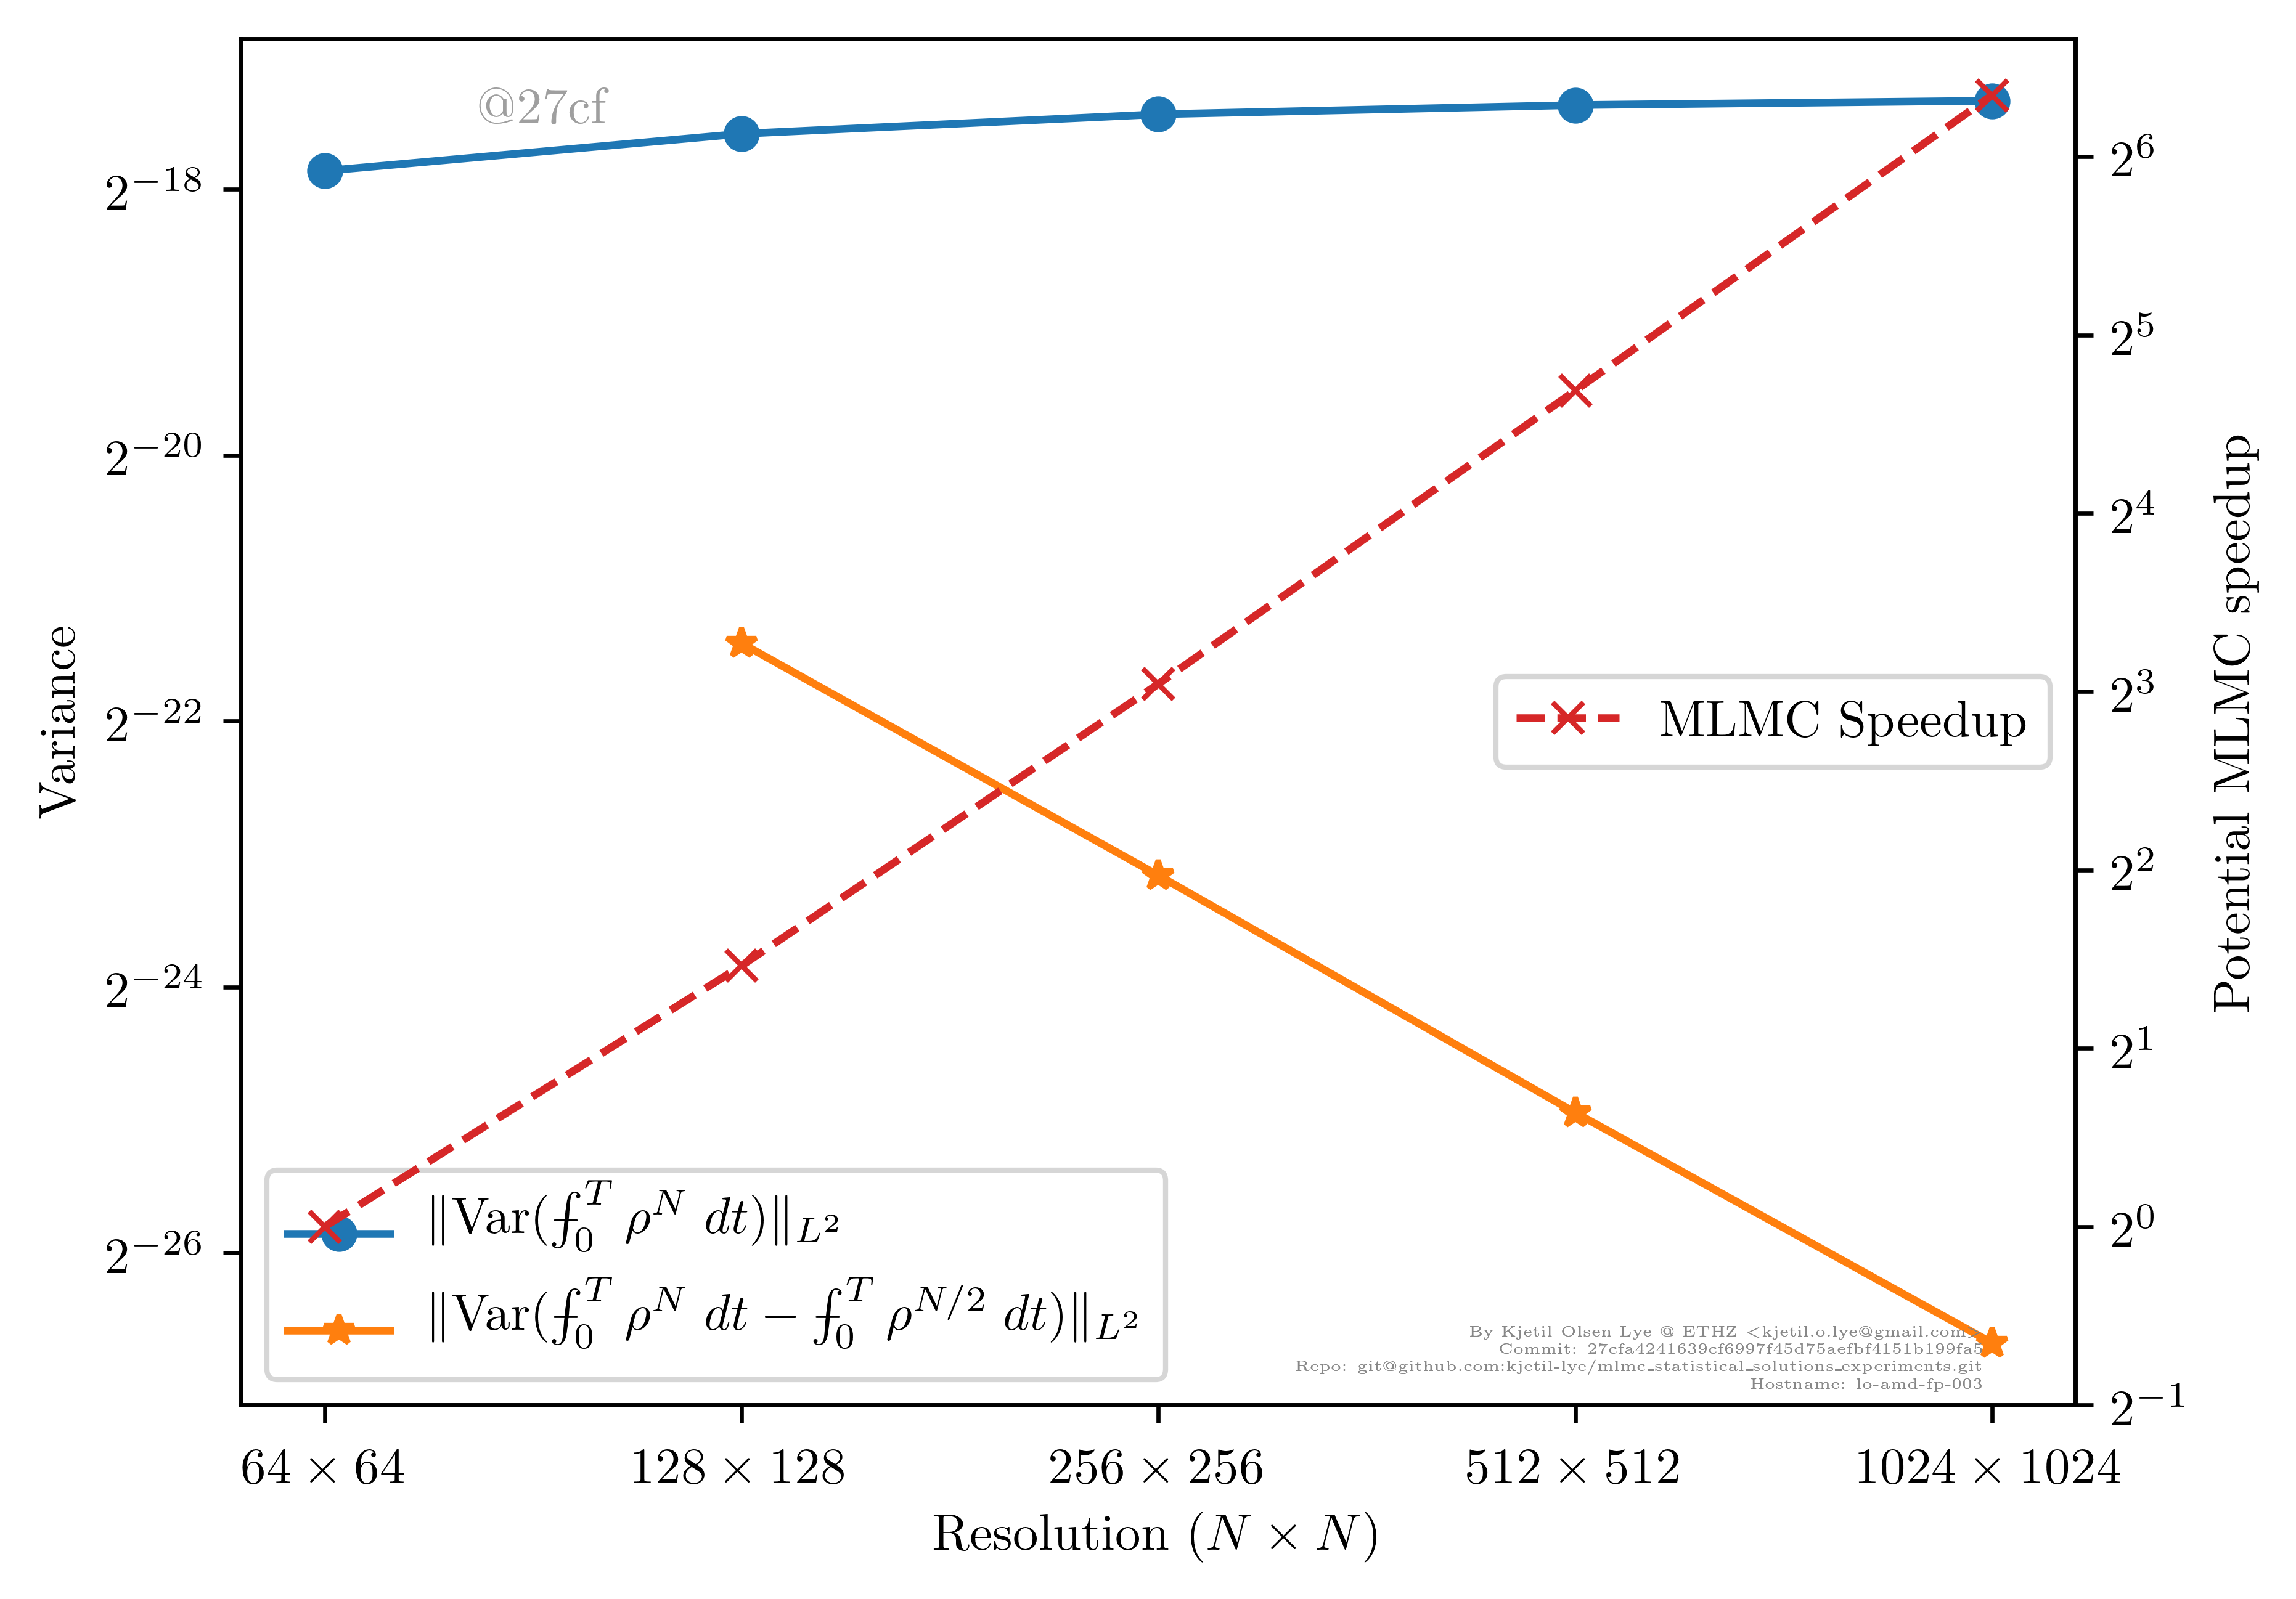 @27cf
2^{-18}
2^{-20}
2^{-22}
2^{-24}
2^{-26}
Variance
2^6
2^5
2^4
2^3
2^2
2^1
2^0
2^{-1}
Potential MLMC speedup
MLMC Speedup
‖Var(⨍_0^T ρ^N dt)‖_{L^2}
‖Var(⨍_0^T ρ^N dt − ⨍_0^T ρ^{N/2} dt)‖_{L^2}
By Kjetil Olsen Lye @ ETHZ <kjetil.o.lye@gmail.com>
Commit: 27cfa4241639cf6997f45d75aefbf4151b199fa5
Repo: git@github.com:kjetil-lye/mlmc_statistical_solutions_experiments.git
Hostname: lo-amd-fp-003
64 × 64
128 × 128
256 × 256
512 × 512
1024 × 1024
Resolution (N × N)